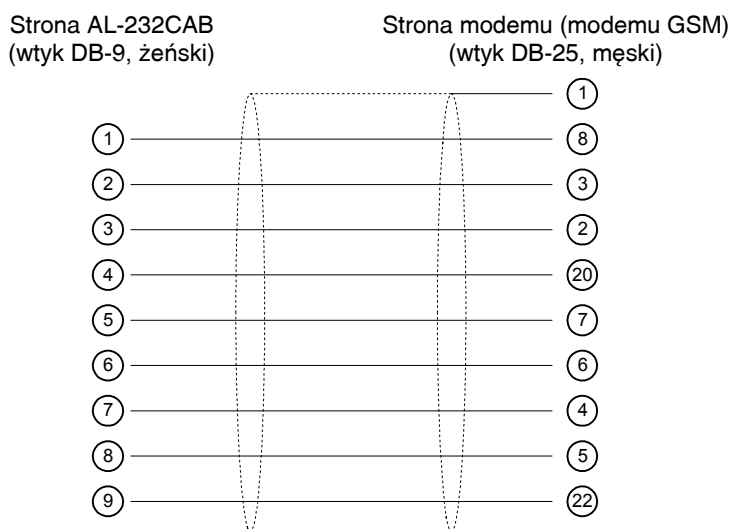 Strona AL-232CAB
(wtyk DB-9, żeński)
Strona modemu (modemu GSM)
(wtyk DB-25, męski)
1
1 8
2 3
3 2
4 20
5 7
6 6
7 4
8 5
9 22